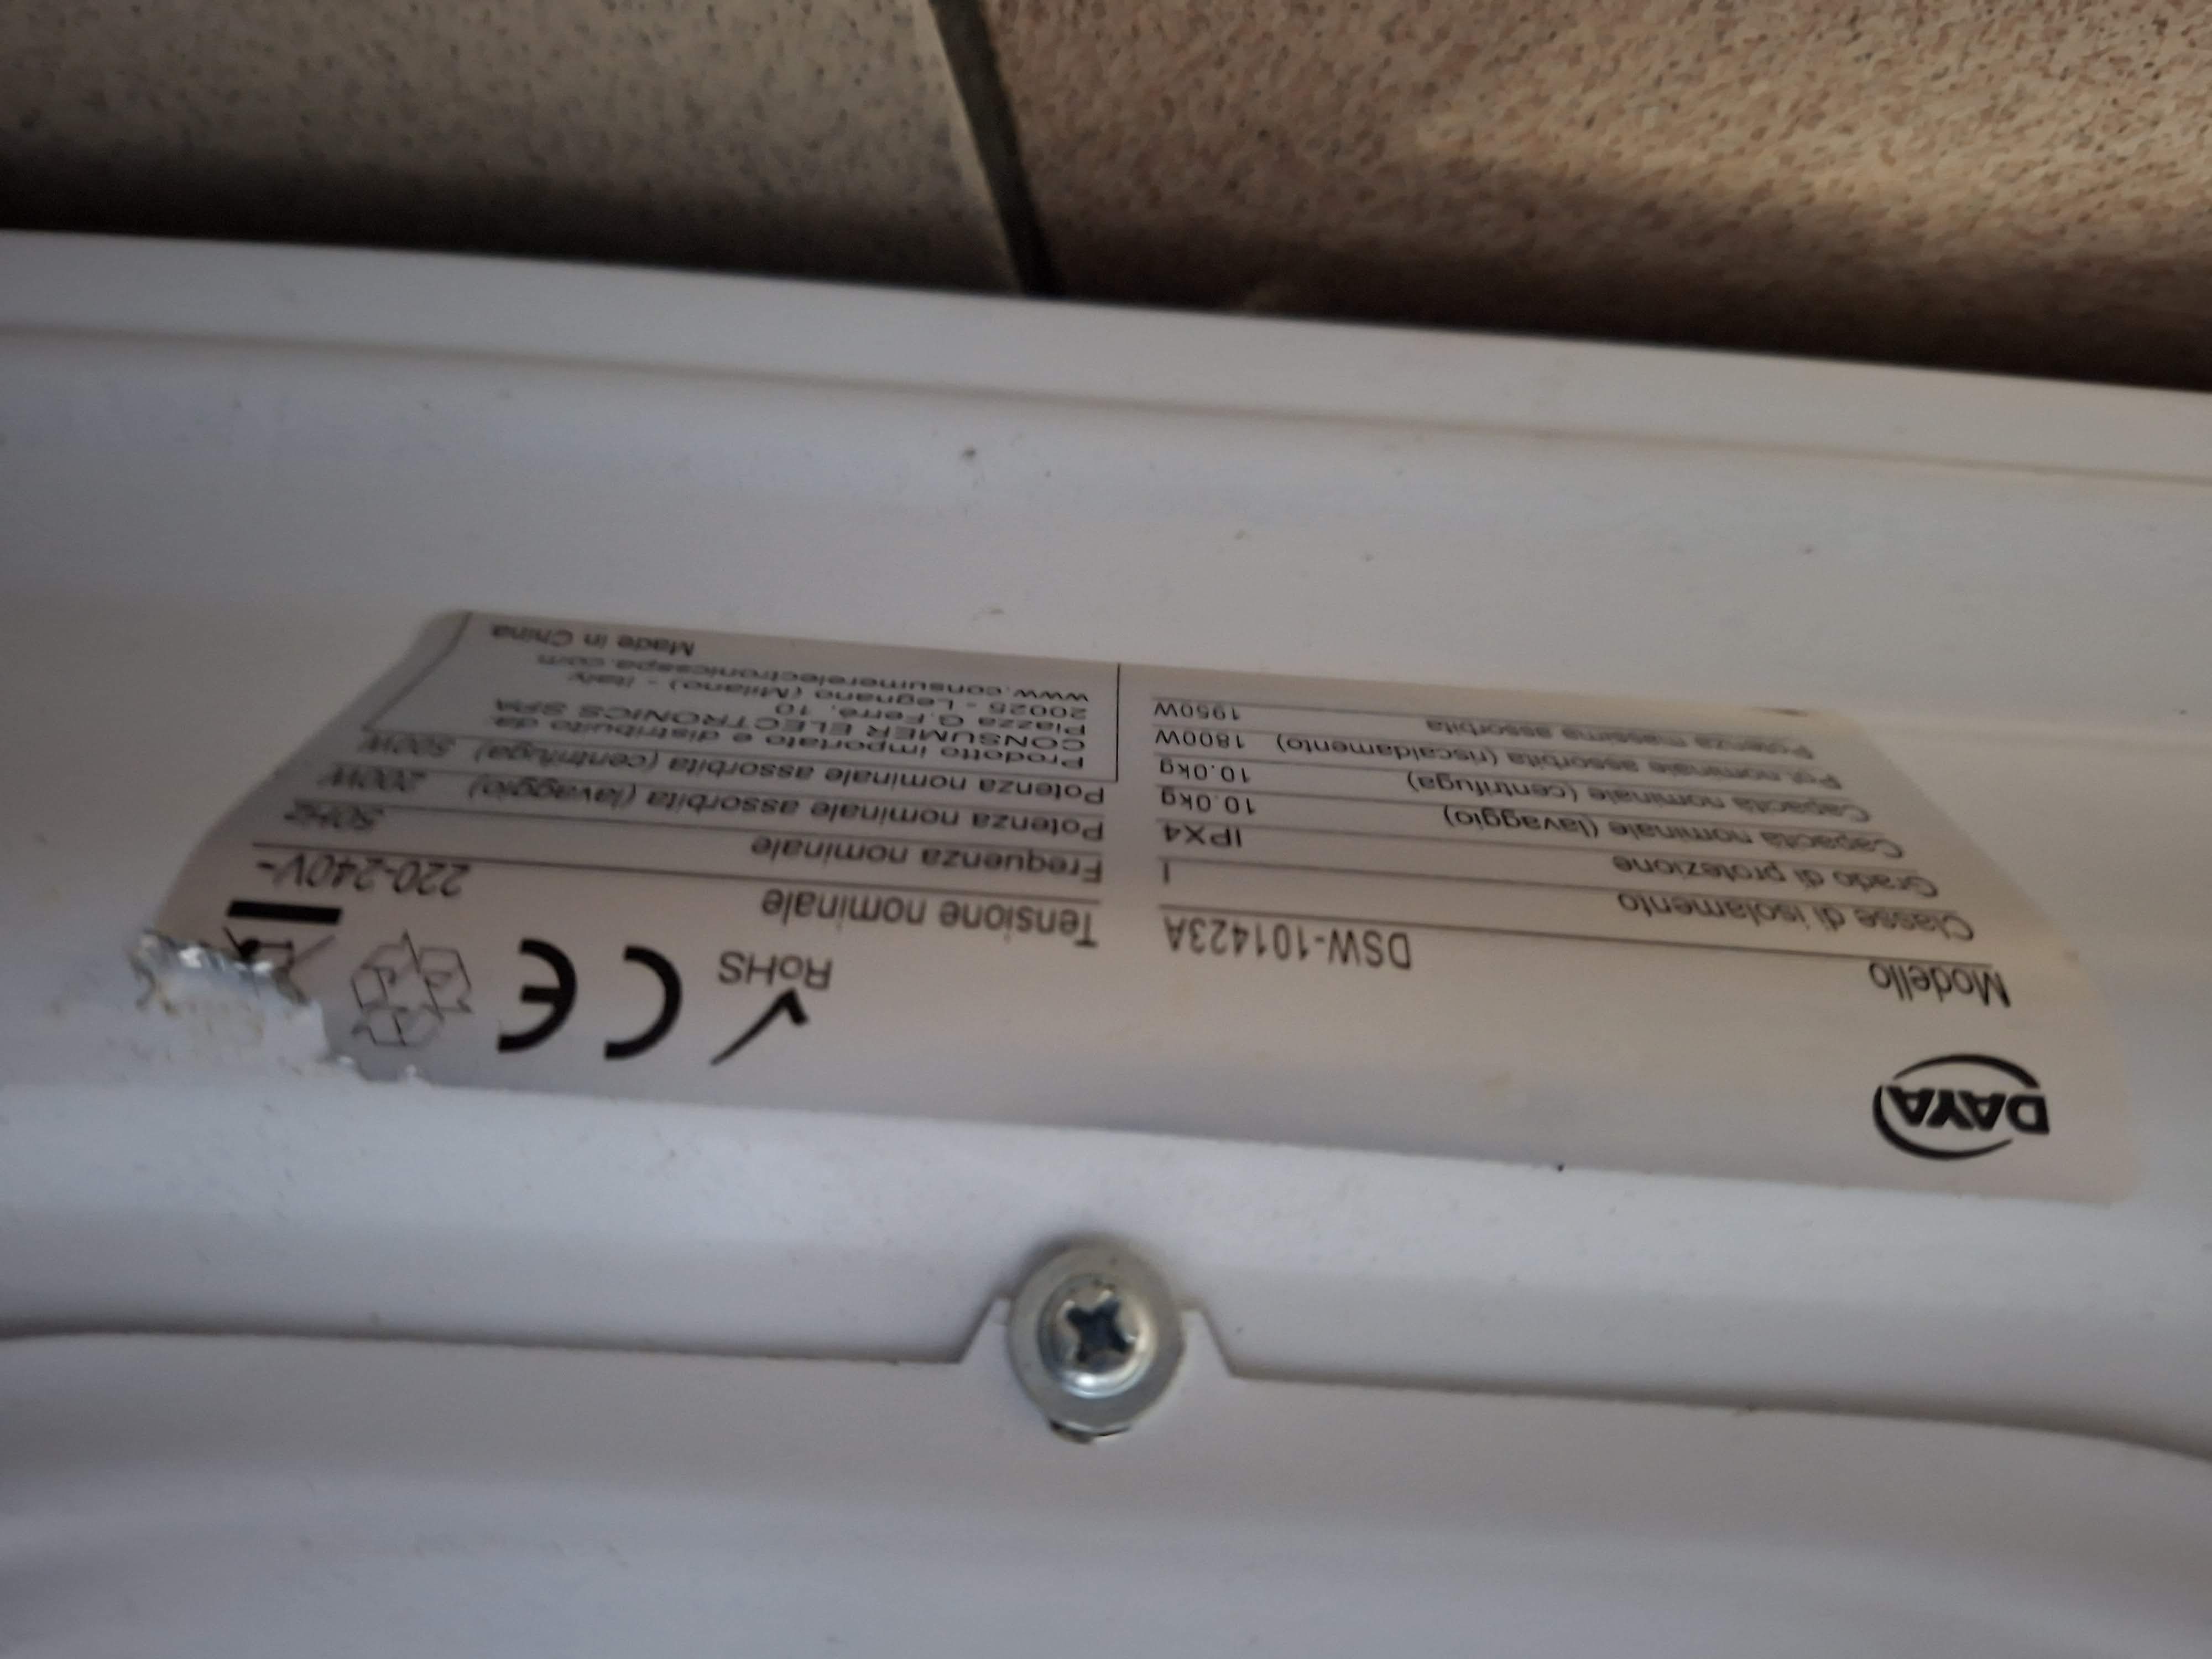 DAYA
Modello DSW-101423A
Classe di isolamento I
Grado di protezione IPX4
Capacità nominale (lavaggio) 10.0kg
Capacità nominale (centrifuga) 10.0kg
Pot.nominale assorbita (riscaldamento) 1800W
Potenza massima assorbita 1950W
RoHS
CE
Tensione nominale 220-240V~
Frequenza nominale 50Hz
Potenza nominale assorbita (lavaggio) 200W
Potenza nominale assorbita (centrifuga) 500W
Prodotto importato e distribuito da:
CONSUMER ELECTRONICS SPA
Piazza G.Ferrè, 10
20025 - Legnano (Milano) - Italy
www.consumerelectronicsspa.com
Made in China